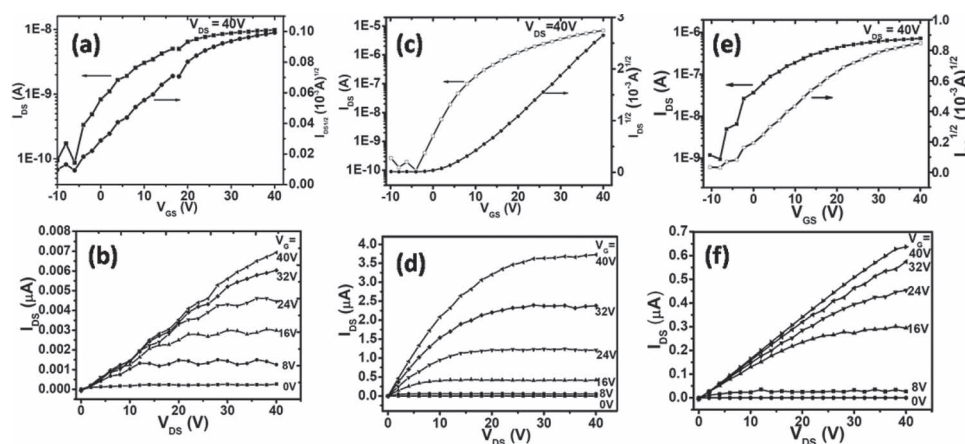 (a)
V_DS = 40V
1E-8
1E-9
1E-10
I_DS (A)
0.10
0.08
0.06
0.04
0.02
0.00
I_DS1/2 (10^-3 A)^1/2
-10 0 10 20 30 40
V_GS (V)
(c)
V_DS=40V
1E-5
1E-6
1E-7
1E-8
1E-9
1E-10
I_DS (A)
3
2
1
0
I_DS^1/2 (10^-3 A)^1/2
-10 0 10 20 30 40
V_GS (V)
(e)
V_DS = 40V
1E-6
1E-7
1E-8
1E-9
I_DS (A)
1.0
0.8
0.6
0.4
0.2
0.0
(10^-3 A)^1/2
-10 0 10 20 30 40
V_GS (V)
(b)
V_G=
40V
32V
24V
16V
8V
0V
0.008
0.007
0.006
0.005
0.004
0.003
0.002
0.001
0.000
I_DS (μA)
0 10 20 30 40
V_DS (V)
(d)
V_G=
40V
32V
24V
16V
8V
0V
4.0
3.5
3.0
2.5
2.0
1.5
1.0
0.5
0.0
I_DS (μA)
0 10 20 30 40
V_DS (V)
(f)
V_G=
40V
32V
24V
16V
8V
0V
0.7
0.6
0.5
0.4
0.3
0.2
0.1
0.0
I_DS (μA)
0 10 20 30 40
V_DS (V)